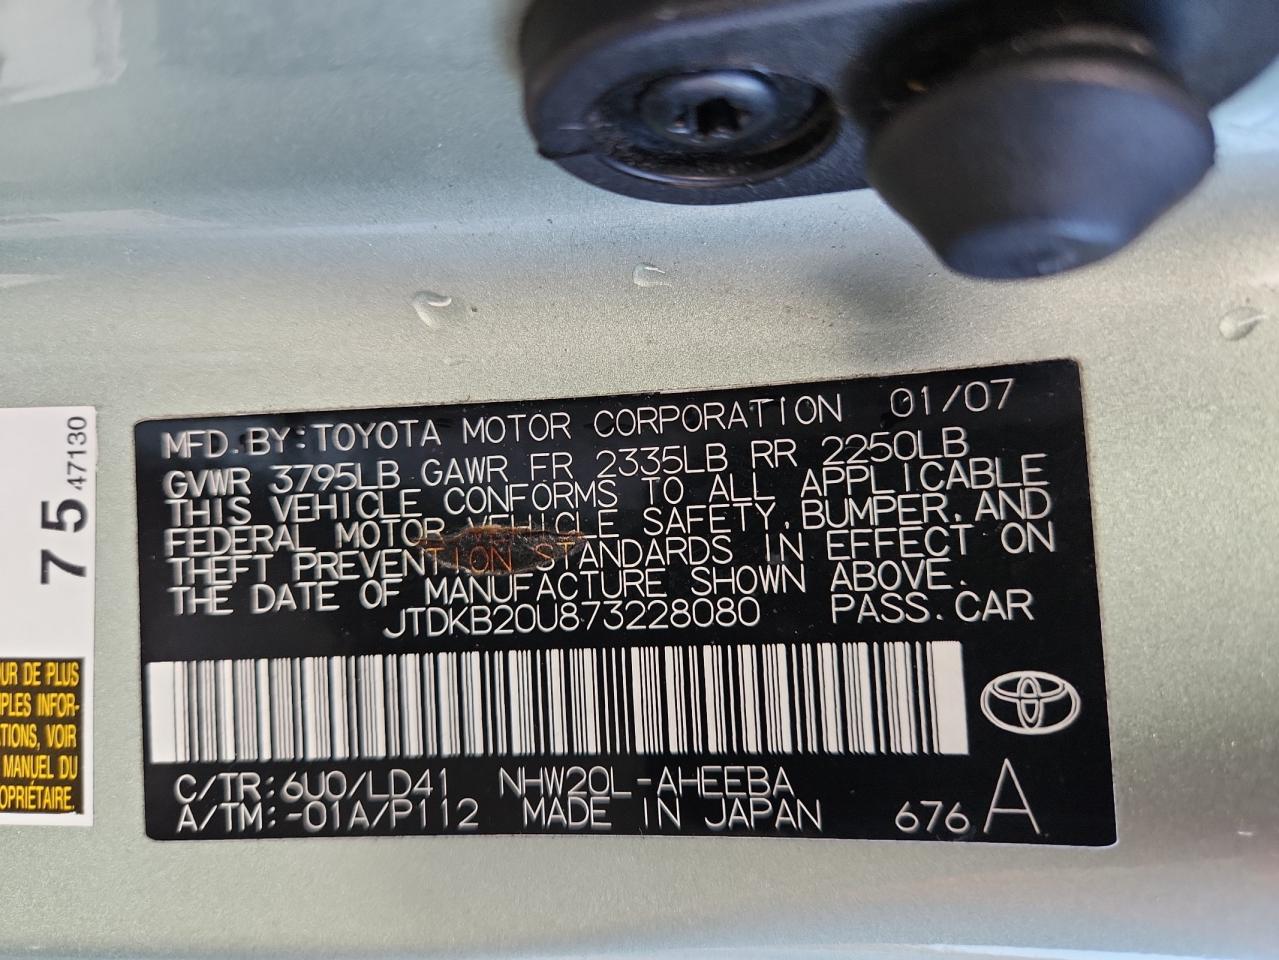 MFD.BY:TOYOTA MOTOR CORPORATION 01/07
GVWR 3795LB GAWR FR 2335LB RR 2250LB
THIS VEHICLE CONFORMS TO ALL APPLICABLE
FEDERAL MOTOR VEHICLE SAFETY,BUMPER,AND
THEFT PREVENTION STANDARDS IN EFFECT ON
THE DATE OF MANUFACTURE SHOWN ABOVE.
JTDKB20U873228080 PASS.CAR
C/TR:6U0/LD41 NHW20L-AHEEBA
A/TM:-01A/P112 MADE IN JAPAN 676 A
75 47130
UR DE PLUS
PLES INFOR-
TIONS, VOIR
MANUEL DU
OPRIÉTAIRE.